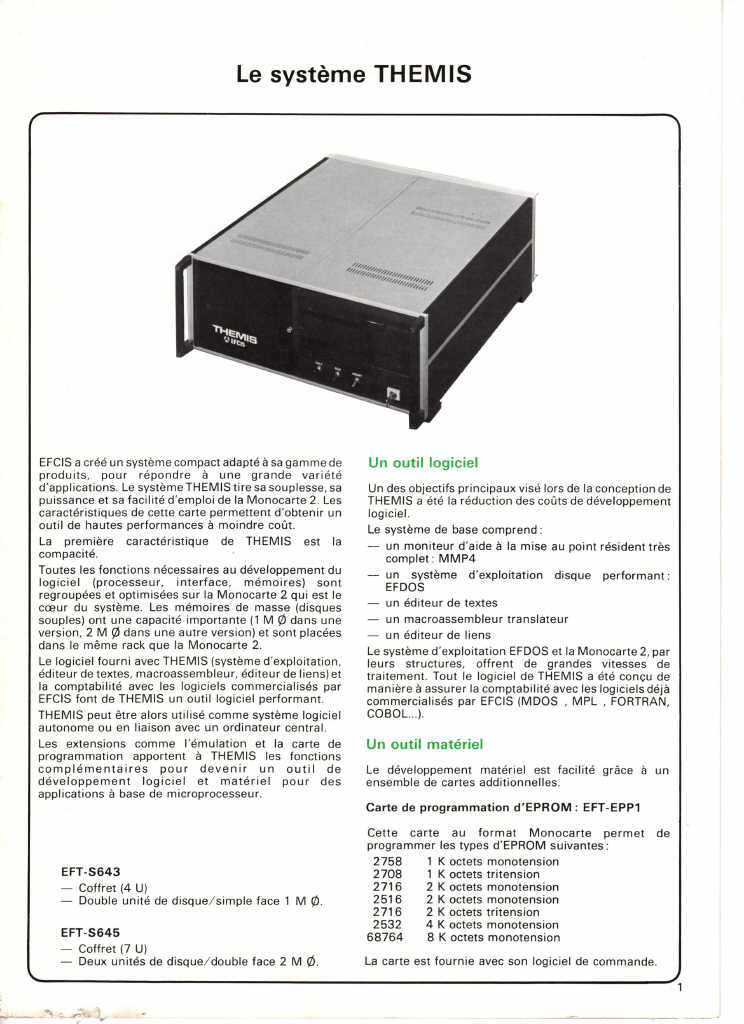 Le système THEMIS
THEMIS
EFCIS
EFCIS a créé un système compact adapté à sa gamme de
produits, pour répondre à une grande variété
d'applications. Le système THEMIS tire sa souplesse, sa
puissance et sa facilité d'emploi de la Monocarte 2. Les
caractéristiques de cette carte permettent d'obtenir un
outil de hautes performances à moindre coût.
La première caractéristique de THEMIS est la
compacité.
Toutes les fonctions nécessaires au développement du
logiciel (processeur, interface, mémoires) sont
regroupées et optimisées sur la Monocarte 2 qui est le
cœur du système. Les mémoires de masse (disques
souples) ont une capacité importante (1 M Ø dans une
version, 2 M Ø dans une autre version) et sont placées
dans le même rack que la Monocarte 2.
Le logiciel fourni avec THEMIS (système d'exploitation,
éditeur de textes, macroassembleur, éditeur de liens) et
la comptabilité avec les logiciels commercialisés par
EFCIS font de THEMIS un outil logiciel performant.
THEMIS peut être alors utilisé comme système logiciel
autonome ou en liaison avec un ordinateur central.
Les extensions comme l'émulation et la carte de
programmation apportent à THEMIS les fonctions
complémentaires pour devenir un outil de
développement logiciel et matériel pour des
applications à base de microprocesseur.
EFT-S643
— Coffret (4 U)
— Double unité de disque/simple face 1 M Ø.
EFT-S645
— Coffret (7 U)
— Deux unités de disque/double face 2 M Ø.
Un outil logiciel
Un des objectifs principaux visé lors de la conception de
THEMIS a été la réduction des coûts de développement
logiciel.
Le système de base comprend :
— un moniteur d'aide à la mise au point résident très
complet : MMP4
— un système d'exploitation disque performant :
EFDOS
— un éditeur de textes
— un macroassembleur translateur
— un éditeur de liens
Le système d'exploitation EFDOS et la Monocarte 2, par
leurs structures, offrent de grandes vitesses de
traitement. Tout le logiciel de THEMIS a été conçu de
manière à assurer la comptabilité avec les logiciels déjà
commercialisés par EFCIS (MDOS , MPL , FORTRAN,
COBOL...).
Un outil matériel
Le développement matériel est facilité grâce à un
ensemble de cartes additionnelles.
Carte de programmation d'EPROM : EFT-EPP1
Cette carte au format Monocarte permet de
programmer les types d'EPROM suivantes :
2758 1 K octets monotension
2708 1 K octets tritension
2716 2 K octets monotension
2516 2 K octets monotension
2716 2 K octets tritension
2532 4 K octets monotension
68764 8 K octets monotension
La carte est fournie avec son logiciel de commande.
1